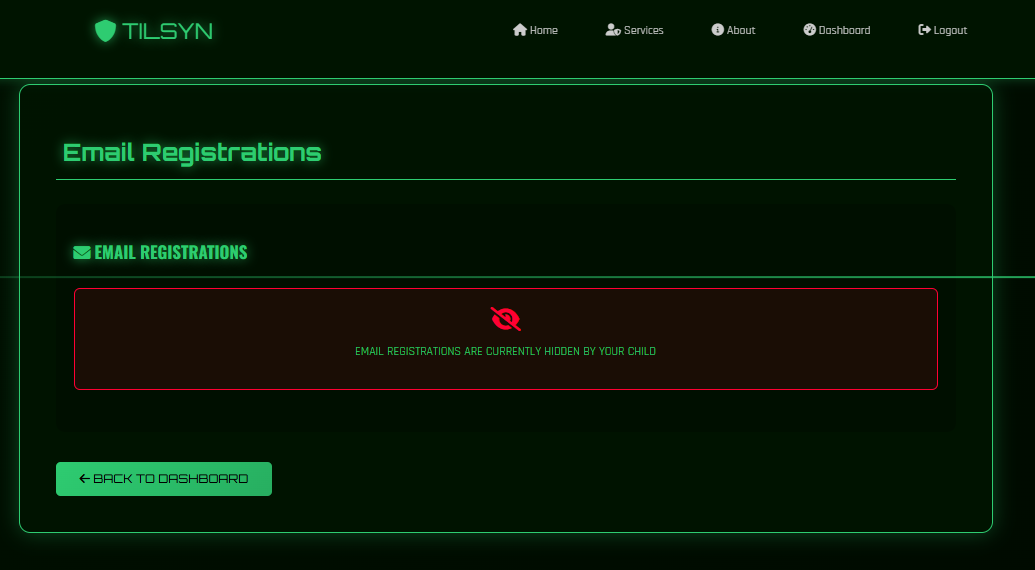 TILSYN
Home Services About Dashboard Logout
Email Registrations
EMAIL REGISTRATIONS
EMAIL REGISTRATIONS ARE CURRENTLY HIDDEN BY YOUR CHILD
← BACK TO DASHBOARD